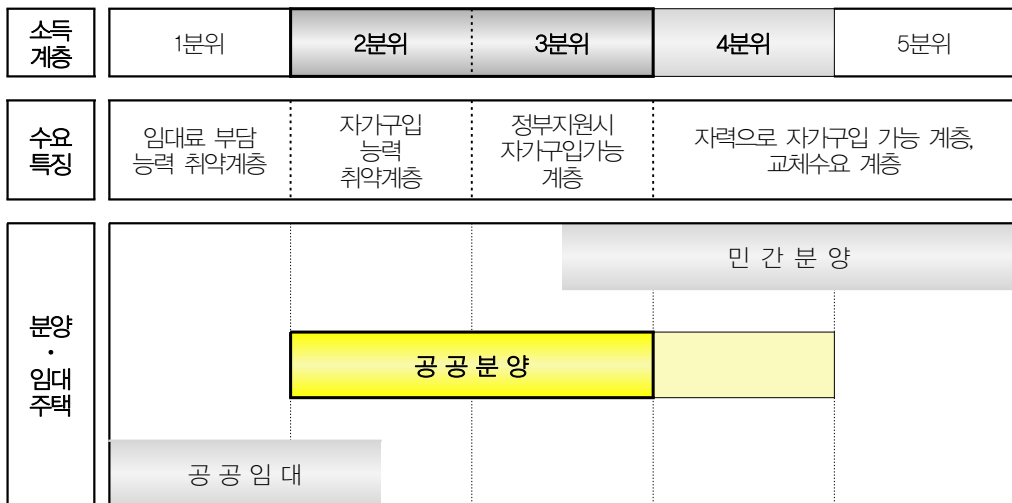 소득
계층
1분위
2분위
3분위
4분위
5분위
수요
특징
임대료 부담
능력 취약계층
자가구입
능력
취약계층
정부지원시
자가구입가능
계층
자력으로 자가구입 가능 계층,
교체수요 계층
분양
·
임대
주택
민 간 분 양
공 공 분 양
공 공 임 대